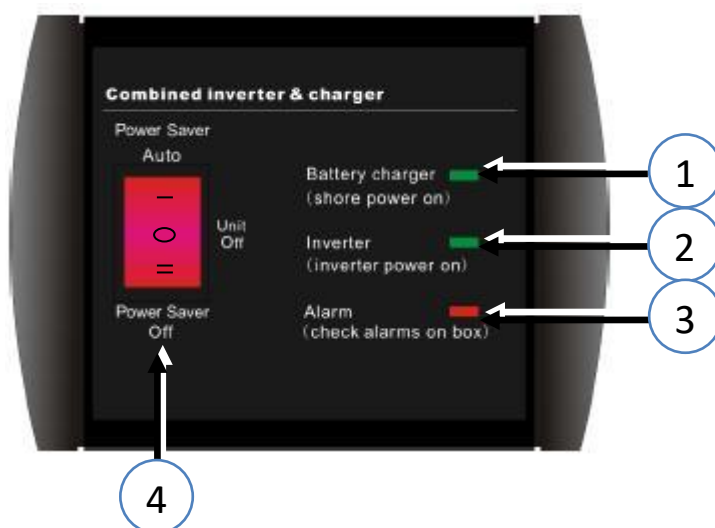 Combined inverter & charger
Power Saver
Auto
I
O
II
Unit
Off
Power Saver
Off
Battery charger
(shore power on)
Inverter
(inverter power on)
Alarm
(check alarms on box)
1
2
3
4